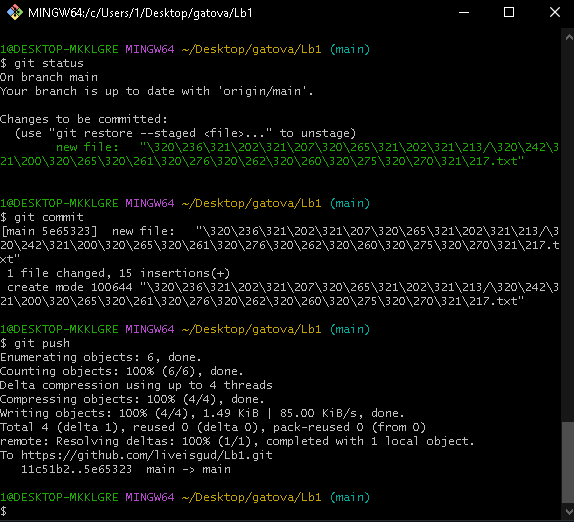 MINGW64:/c/Users/1/Desktop/gatova/Lb1
1@DESKTOP-MKKLGRE MINGW64 ~/Desktop/gatova/Lb1 (main)
$ git status
On branch main
Your branch is up to date with 'origin/main'.
Changes to be committed:
(use "git restore --staged <file>..." to unstage)
new file:   "\320\236\321\202\321\207\320\265\321\202\321\213/\320\242\3
21\200\320\265\320\261\320\276\320\262\320\260\320\275\320\270\321\217.txt"
1@DESKTOP-MKKLGRE MINGW64 ~/Desktop/gatova/Lb1 (main)
$ git commit
[main 5e65323]  new file:   "\320\236\321\202\321\207\320\265\321\202\321\213/\3
20\242\321\200\320\265\320\261\320\276\320\262\320\260\320\275\320\270\321\217.t
xt"
1 file changed, 15 insertions(+)
create mode 100644 "\320\236\321\202\321\207\320\265\321\202\321\213/\320\242\3
21\200\320\265\320\261\320\276\320\262\320\260\320\275\320\270\321\217.txt"
1@DESKTOP-MKKLGRE MINGW64 ~/Desktop/gatova/Lb1 (main)
$ git push
Enumerating objects: 6, done.
Counting objects: 100% (6/6), done.
Delta compression using up to 4 threads
Compressing objects: 100% (4/4), done.
Writing objects: 100% (4/4), 1.49 KiB | 85.00 KiB/s, done.
Total 4 (delta 1), reused 0 (delta 0), pack-reused 0 (from 0)
remote: Resolving deltas: 100% (1/1), completed with 1 local object.
To https://github.com/liveisgud/Lb1.git
11c51b2..5e65323  main -> main
1@DESKTOP-MKKLGRE MINGW64 ~/Desktop/gatova/Lb1 (main)
$